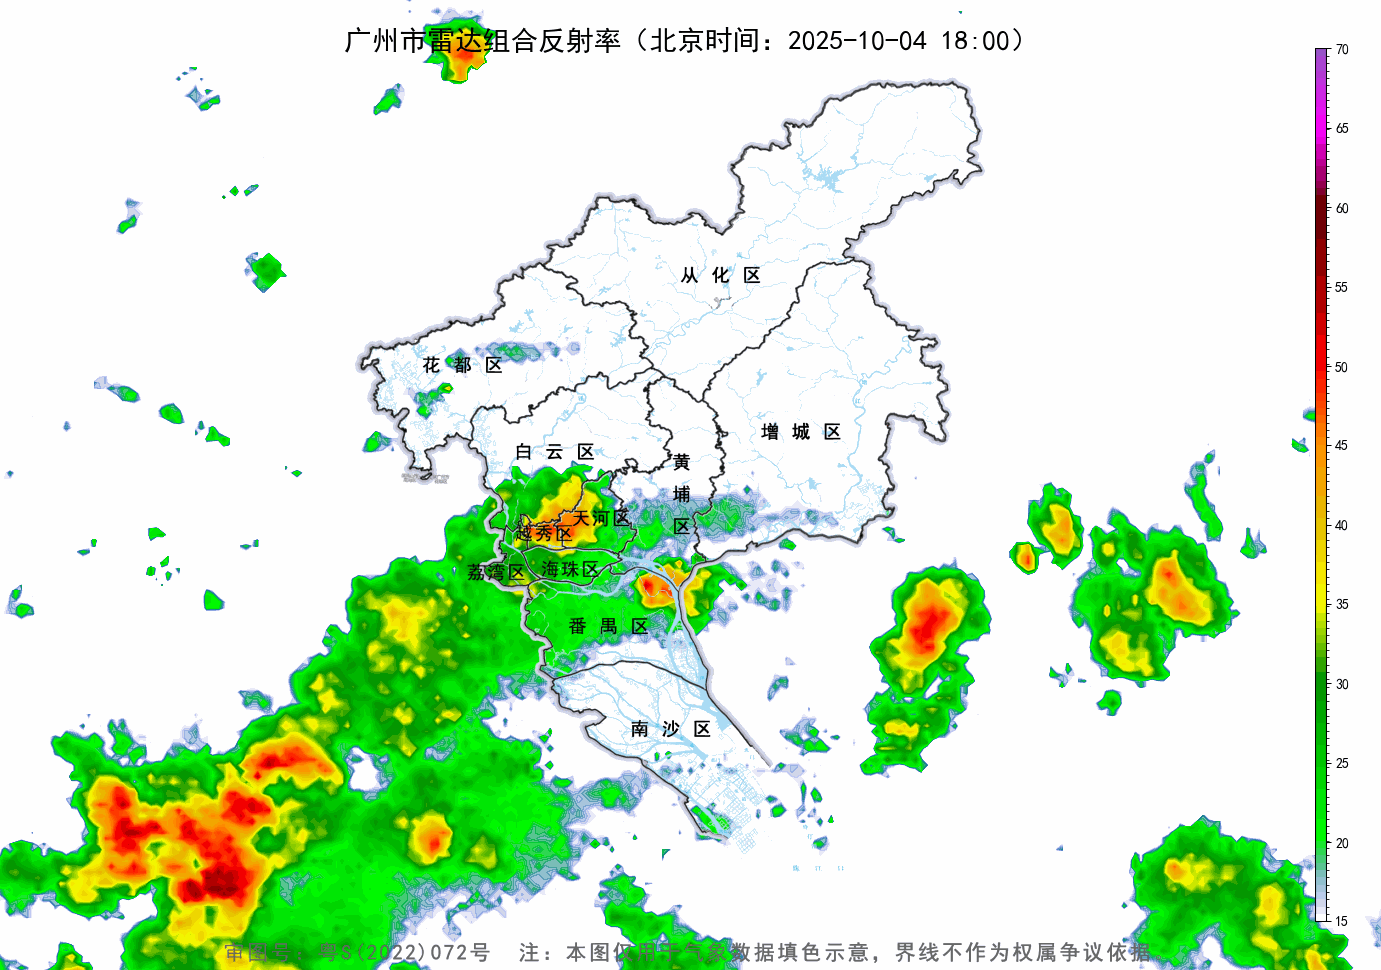 广州市雷达组合反射率（北京时间：2025-10-04 18:00）
70
65
60
55
50
45
40
35
30
25
20
15
从化区
花都区
增城区
白云区
黄埔区
天河区
越秀区
荔湾区
海珠区
番禺区
南沙区
审图号：粤S(2022)072号 注：本图仅用于气象数据填色示意，界线不作为权属争议依据